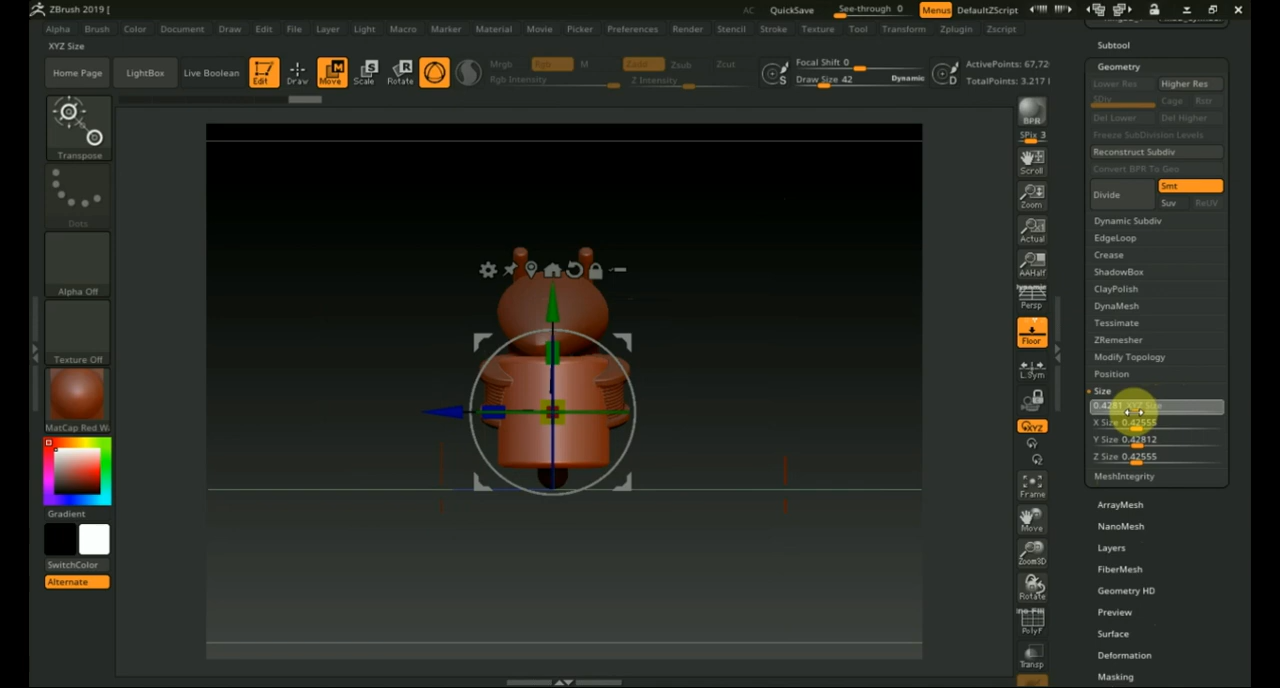 ZBrush 2019 [
AC QuickSave See-through 0 Menus DefaultZScript
Alpha Brush Color Document Draw Edit File Layer Light Macro Marker Material Movie Picker Preferences Render Stencil Stroke Texture Tool Transform Zplugin Zscript
XYZ Size
Home Page LightBox Live Boolean Edit Draw Move Scale Rotate
Mrgb Rgb M Zadd Zsub Zcut
Rgb Intensity Z Intensity
Focal Shift 0
Draw Size 42 Dynamic
S
D
ActivePoints: 67,72
TotalPoints: 3.217
Transpose
Dots
Alpha Off
Texture Off
MatCap Red W
Gradient
SwitchColor
Alternate
BPR
SPix 3
Scroll
Zoom
Actual
AAHalf
Dynamic
Persp
Floor
L.Sym
XYZ
Frame
Move
Zoom3D
Rotate
PolyF
Transp
Subtool
Geometry
Lower Res Higher Res
SDiv Cage Rstr
Del Lower Del Higher
Freeze SubDivision Levels
Reconstruct Subdiv
Convert BPR To Geo
Divide Smt
Suv ReUV
Dynamic Subdiv
EdgeLoop
Crease
ShadowBox
ClayPolish
DynaMesh
Tessimate
ZRemesher
Modify Topology
Position
Size
0.4281 XYZ Size
X Size 0.42555
Y Size 0.42812
Z Size 0.42555
MeshIntegrity
ArrayMesh
NanoMesh
Layers
FiberMesh
Geometry HD
Preview
Surface
Deformation
Masking